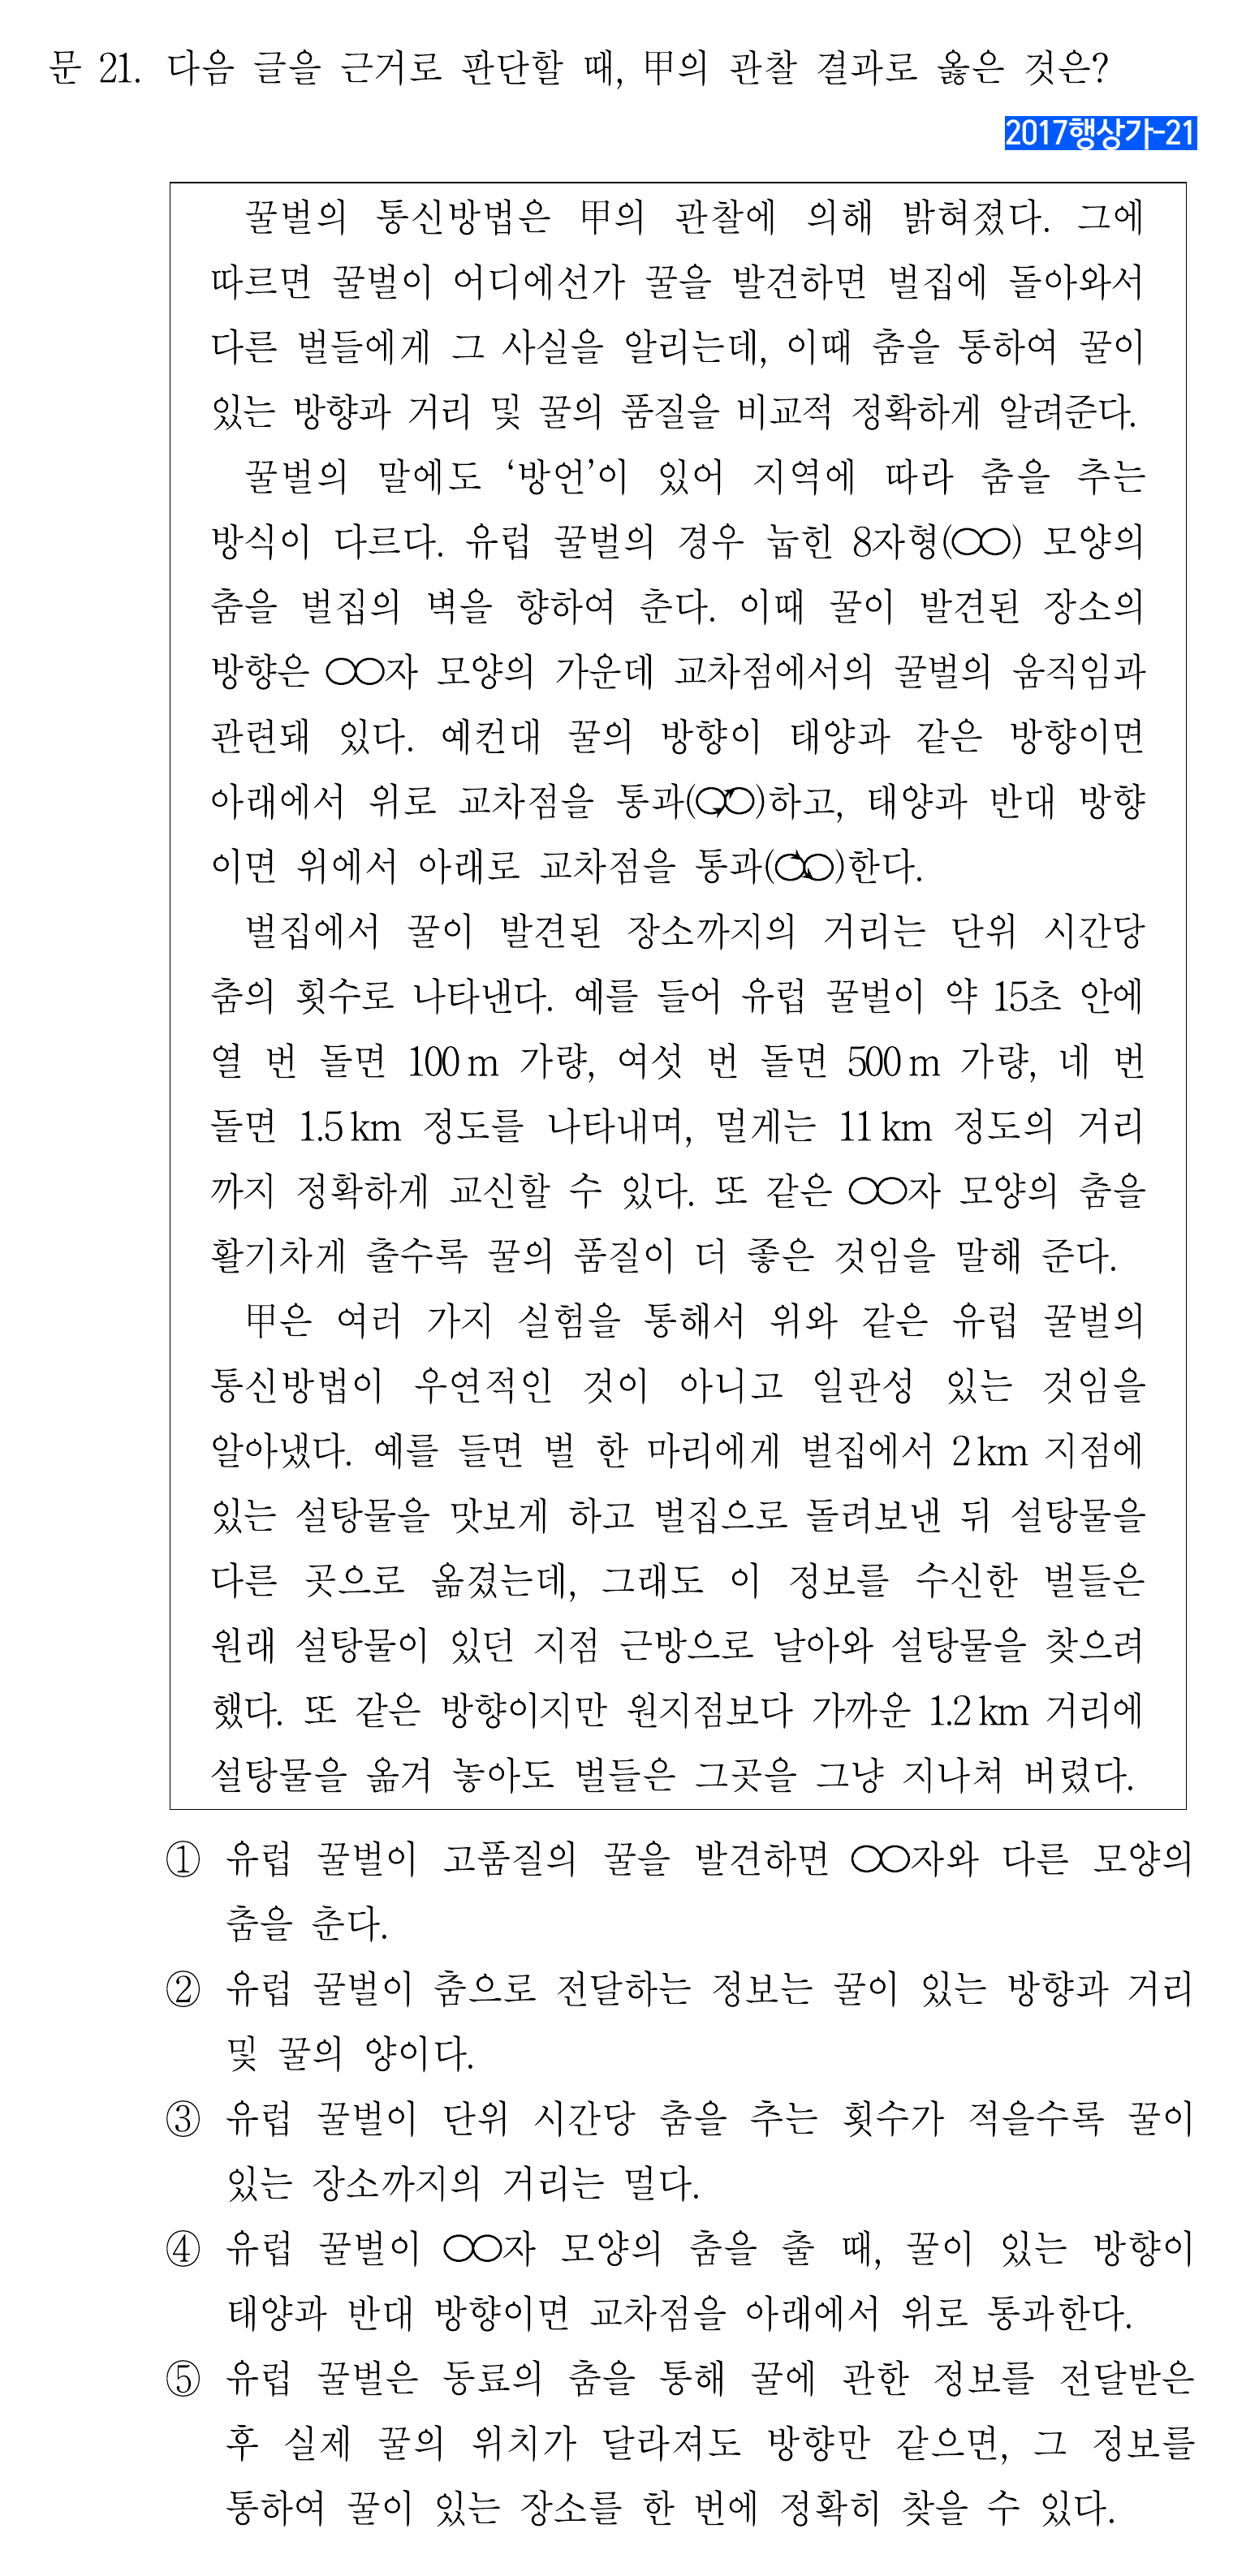 문 21. 다음 글을 근거로 판단할 때, 甲의 관찰 결과로 옳은 것은?
2017행상가-21
꿀벌의 통신방법은 甲의 관찰에 의해 밝혀졌다. 그에
따르면 꿀벌이 어디에선가 꿀을 발견하면 벌집에 돌아와서
다른 벌들에게 그 사실을 알리는데, 이때 춤을 통하여 꿀이
있는 방향과 거리 및 꿀의 품질을 비교적 정확하게 알려준다.
꿀벌의 말에도 ‘방언’이 있어 지역에 따라 춤을 추는
방식이 다르다. 유럽 꿀벌의 경우 눕힌 8자형(○○) 모양의
춤을 벌집의 벽을 향하여 춘다. 이때 꿀이 발견된 장소의
방향은 ○○자 모양의 가운데 교차점에서의 꿀벌의 움직임과
관련돼 있다. 예컨대 꿀의 방향이 태양과 같은 방향이면
아래에서 위로 교차점을 통과(○○)하고, 태양과 반대 방향
이면 위에서 아래로 교차점을 통과(○○)한다.
벌집에서 꿀이 발견된 장소까지의 거리는 단위 시간당
춤의 횟수로 나타낸다. 예를 들어 유럽 꿀벌이 약 15초 안에
열 번 돌면 100m 가량, 여섯 번 돌면 500m 가량, 네 번
돌면 1.5km 정도를 나타내며, 멀게는 11km 정도의 거리
까지 정확하게 교신할 수 있다. 또 같은 ○○자 모양의 춤을
활기차게 출수록 꿀의 품질이 더 좋은 것임을 말해 준다.
甲은 여러 가지 실험을 통해서 위와 같은 유럽 꿀벌의
통신방법이 우연적인 것이 아니고 일관성 있는 것임을
알아냈다. 예를 들면 벌 한 마리에게 벌집에서 2km 지점에
있는 설탕물을 맛보게 하고 벌집으로 돌려보낸 뒤 설탕물을
다른 곳으로 옮겼는데, 그래도 이 정보를 수신한 벌들은
원래 설탕물이 있던 지점 근방으로 날아와 설탕물을 찾으려
했다. 또 같은 방향이지만 원지점보다 가까운 1.2km 거리에
설탕물을 옮겨 놓아도 벌들은 그곳을 그냥 지나쳐 버렸다.
① 유럽 꿀벌이 고품질의 꿀을 발견하면 ○○자와 다른 모양의
춤을 춘다.
② 유럽 꿀벌이 춤으로 전달하는 정보는 꿀이 있는 방향과 거리
및 꿀의 양이다.
③ 유럽 꿀벌이 단위 시간당 춤을 추는 횟수가 적을수록 꿀이
있는 장소까지의 거리는 멀다.
④ 유럽 꿀벌이 ○○자 모양의 춤을 출 때, 꿀이 있는 방향이
태양과 반대 방향이면 교차점을 아래에서 위로 통과한다.
⑤ 유럽 꿀벌은 동료의 춤을 통해 꿀에 관한 정보를 전달받은
후 실제 꿀의 위치가 달라져도 방향만 같으면, 그 정보를
통하여 꿀이 있는 장소를 한 번에 정확히 찾을 수 있다.